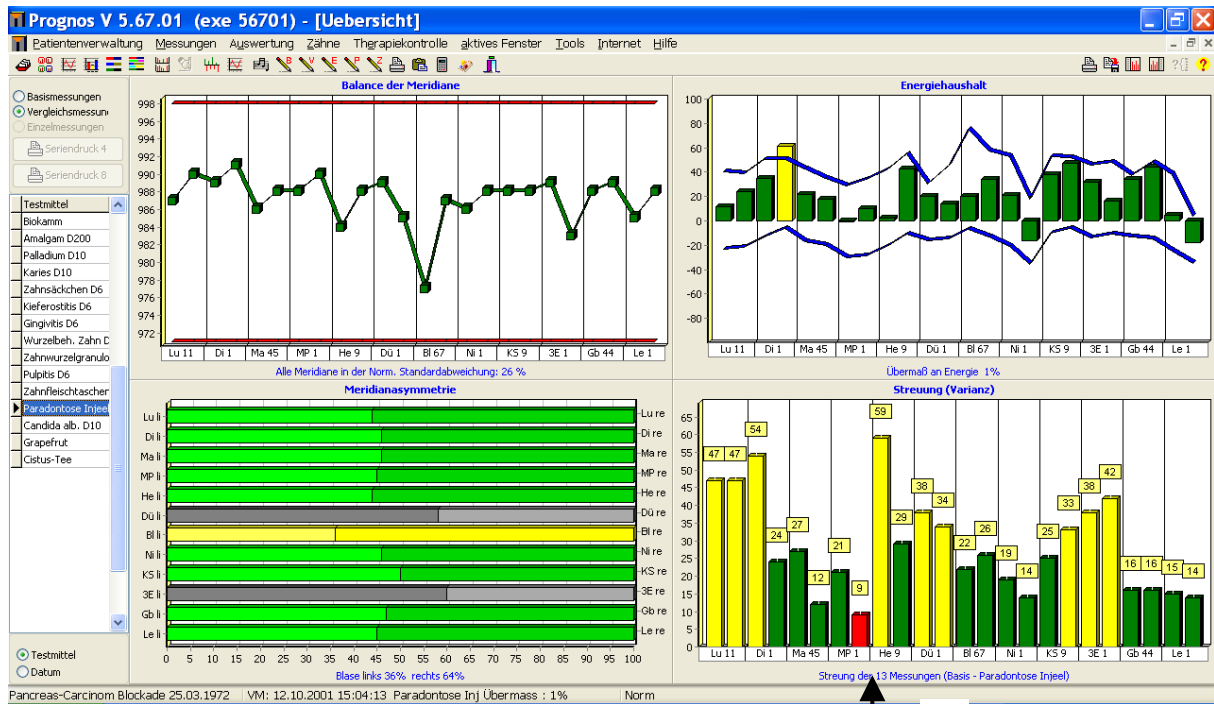 Prognos V 5.67.01 (exe 56701) - [Uebersicht]
Patientenverwaltung Messungen Auswertung Zähne Therapiekontrolle aktives Fenster Tools Internet Hilfe
B V E P Z
?{} ?
Basismessungen
Vergleichsmessun
Einzelmessungen
Seriendruck 4
Seriendruck 8
Testmittel
Biokamm
Amalgam D200
Palladium D10
Karies D10
Zahnsäckchen D6
Kieferostitis D6
Gingivitis D6
Wurzelbeh. Zahn D
Zahnwurzelgranulo
Pulpitis D6
Zahnfleischtaschen
Paradontose Injeel
Candida alb. D10
Grapefrut
Cistus-Tee
Testmittel
Datum
Balance der Meridiane
998
996
994
992
990
988
986
984
982
980
978
976
974
972
Lu 11 Di 1 Ma 45 MP 1 He 9 Dü 1 Bl 67 Ni 1 KS 9 3E 1 Gb 44 Le 1
Alle Meridiane in der Norm. Standardabweichung: 26 %
Energiehaushalt
100
80
60
40
20
0
-20
-40
-60
-80
Lu 11 Di 1 Ma 45 MP 1 He 9 Dü 1 Bl 67 Ni 1 KS 9 3E 1 Gb 44 Le 1
Übermaß an Energie 1%
Meridianasymmetrie
Lu li Lu re
Di li Di re
Ma li Ma re
MP li MP re
He li He re
Dü li Dü re
Bl li Bl re
Ni li Ni re
KS li KS re
3E li 3E re
Gb li Gb re
Le li Le re
0 5 10 15 20 25 30 35 40 45 50 55 60 65 70 75 80 85 90 95 100
Blase links 36% rechts 64%
Streuung (Varianz)
65
60
55
50
45
40
35
30
25
20
15
10
5
0
47 47 54 24 27 12 21 9 59 29 38 34 22 26 19 14 25 33 38 42 16 16 15 14
Lu 11 Di 1 Ma 45 MP 1 He 9 Dü 1 Bl 67 Ni 1 KS 9 3E 1 Gb 44 Le 1
Streung der 13 Messungen (Basis - Paradontose Injeel)
Pancreas-Carcinom Blockade 25.03.1972 VM: 12.10.2001 15:04:13 Paradontose Inj Übermass : 1% Norm